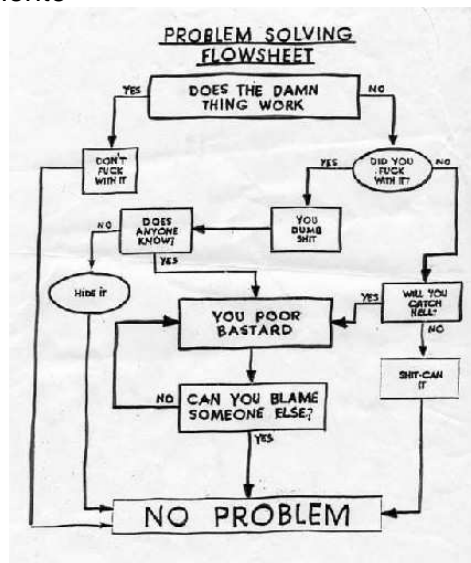 PROBLEM SOLVING
FLOWSHEET
DOES THE DAMN
THING WORK
YES
NO
DON'T
FUCK
WITH IT
DID YOU
FUCK
WITH IT?
YES
NO
YOU
DUMB
SHIT
DOES
ANYONE
KNOW?
NO
YES
HIDE IT
WILL YOU
CATCH
HELL?
YES
NO
YOU POOR
BASTARD
SHIT-CAN
IT
CAN YOU BLAME
SOMEONE ELSE?
NO
YES
NO PROBLEM